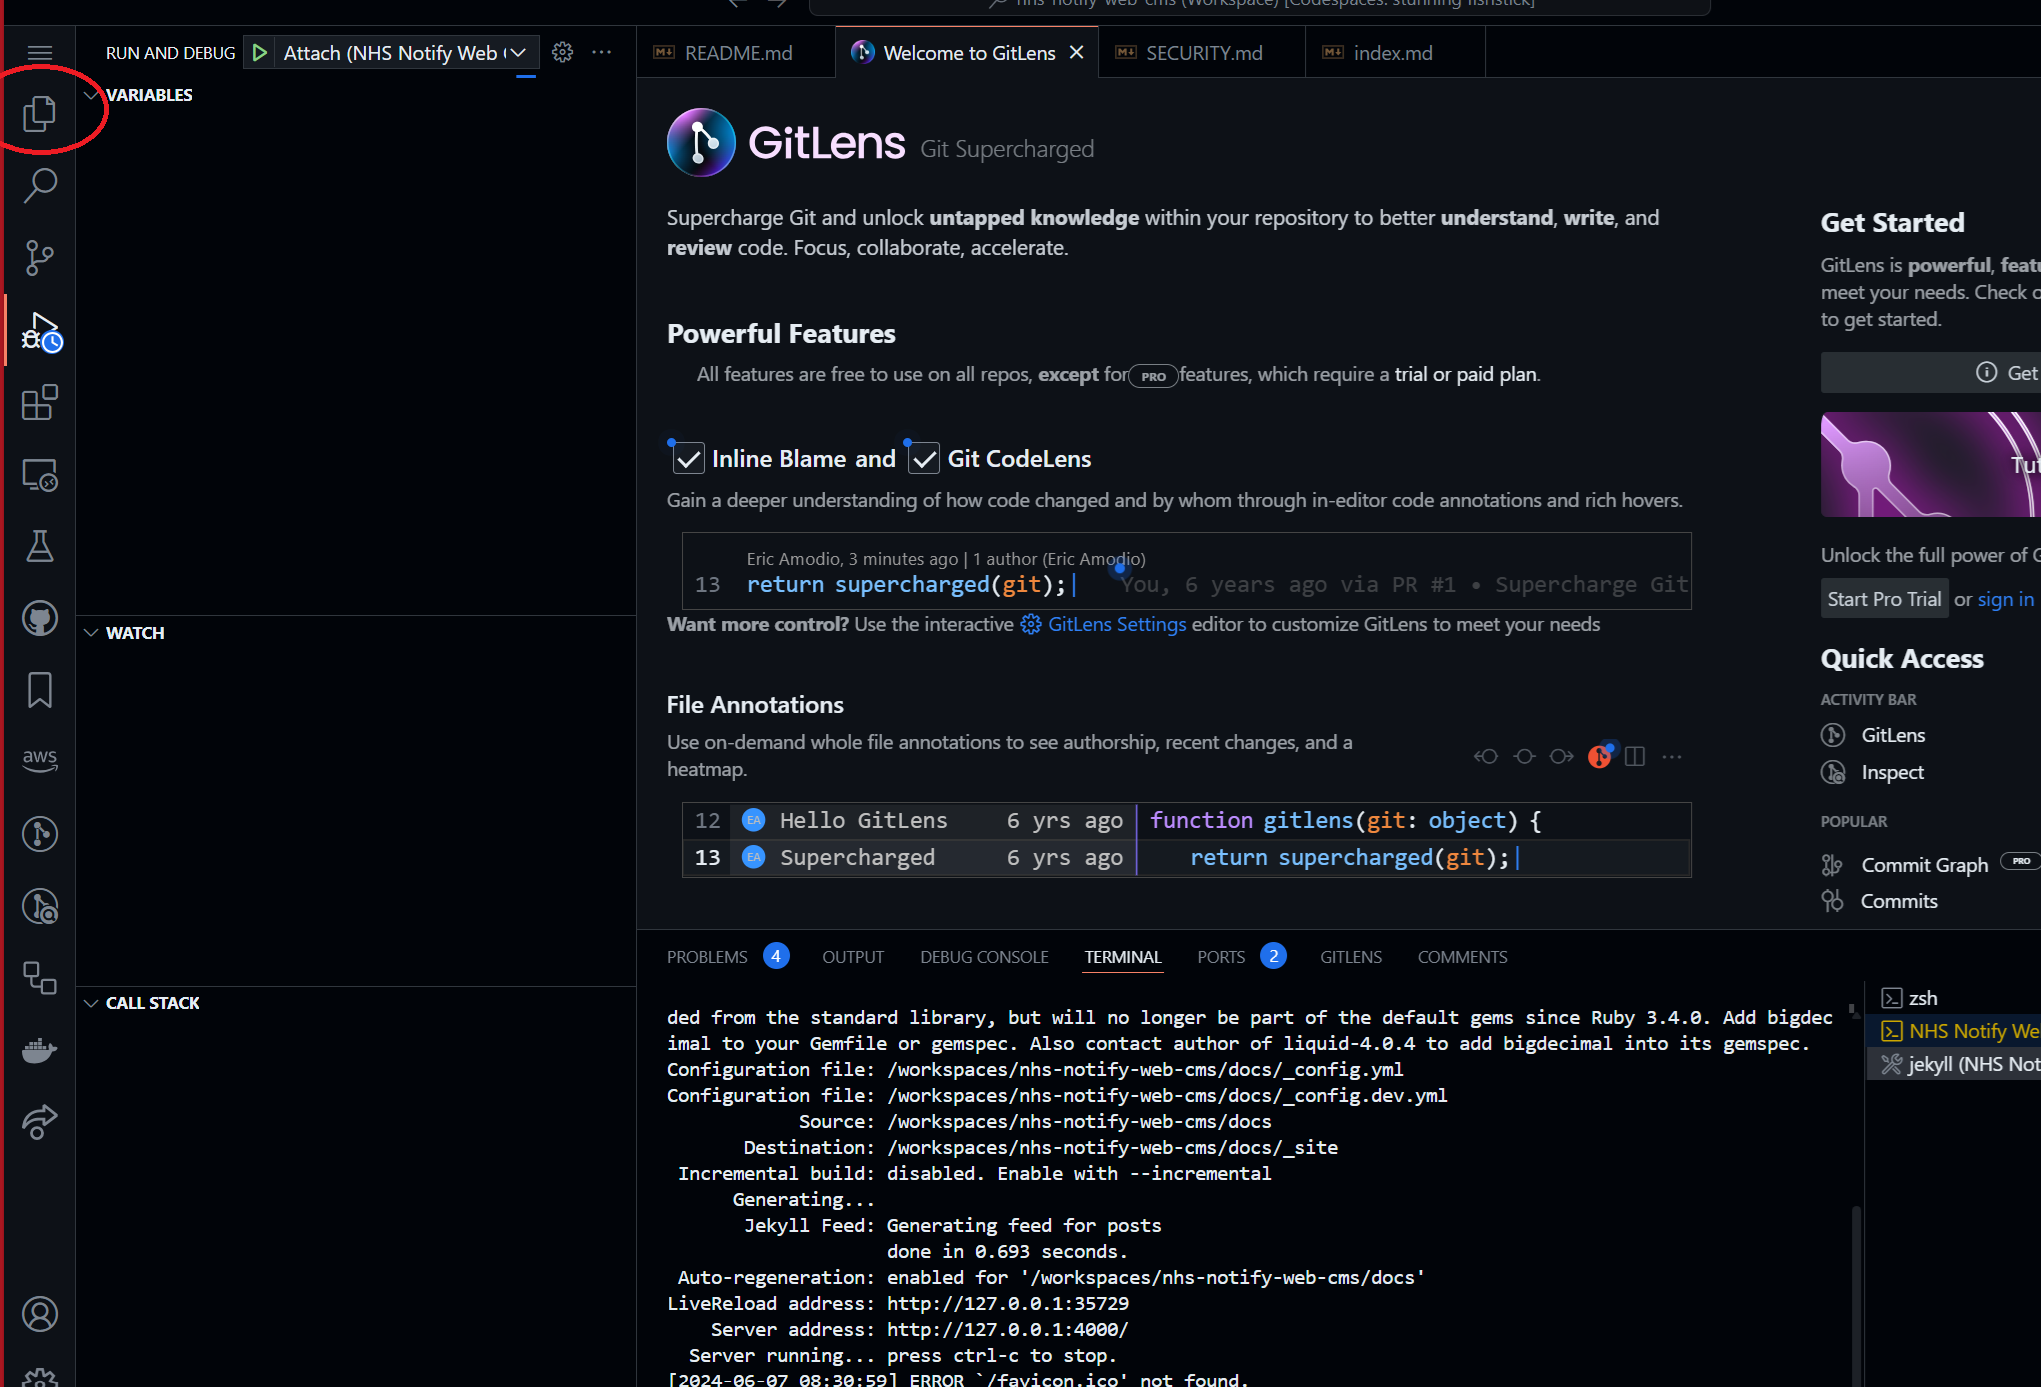 nhs-notify-web-cms (Workspace) [Codespaces: stunning fishstick]
RUN AND DEBUG
Attach (NHS Notify Web
README.md
Welcome to GitLens
SECURITY.md
index.md
VARIABLES
WATCH
CALL STACK
aws
GitLens Git Supercharged
Supercharge Git and unlock untapped knowledge within your repository to better understand, write, and
review code. Focus, collaborate, accelerate.
Powerful Features
All features are free to use on all repos, except for PRO features, which require a trial or paid plan.
Inline Blame and Git CodeLens
Gain a deeper understanding of how code changed and by whom through in-editor code annotations and rich hovers.
Eric Amodio, 3 minutes ago | 1 author (Eric Amodio)
13 return supercharged(git);| You, 6 years ago via PR #1 • Supercharge Git
Want more control? Use the interactive GitLens Settings editor to customize GitLens to meet your needs
File Annotations
Use on-demand whole file annotations to see authorship, recent changes, and a
heatmap.
12 EA Hello GitLens 6 yrs ago function gitlens(git: object) {
13 EA Supercharged 6 yrs ago return supercharged(git);|
Get Started
GitLens is powerful,
meet your needs. Check
to get started.
Get
Unlock the full power of
Start Pro Trial or sign in
Quick Access
ACTIVITY BAR
GitLens
Inspect
POPULAR
Commit Graph PRO
Commits
PROBLEMS 4 OUTPUT DEBUG CONSOLE TERMINAL PORTS 2 GITLENS COMMENTS
ded from the standard library, but will no longer be part of the default gems since Ruby 3.4.0. Add bigdec
imal to your Gemfile or gemspec. Also contact author of liquid-4.0.4 to add bigdecimal into its gemspec.
Configuration file: /workspaces/nhs-notify-web-cms/docs/_config.yml
Configuration file: /workspaces/nhs-notify-web-cms/docs/_config.dev.yml
Source: /workspaces/nhs-notify-web-cms/docs
Destination: /workspaces/nhs-notify-web-cms/docs/_site
Incremental build: disabled. Enable with --incremental
Generating...
Jekyll Feed: Generating feed for posts
done in 0.693 seconds.
Auto-regeneration: enabled for '/workspaces/nhs-notify-web-cms/docs'
LiveReload address: http://127.0.0.1:35729
Server address: http://127.0.0.1:4000/
Server running... press ctrl-c to stop.
[2024-06-07 08:30:59] ERROR `/favicon.ico' not found.
zsh
NHS Notify We
jekyll (NHS Not